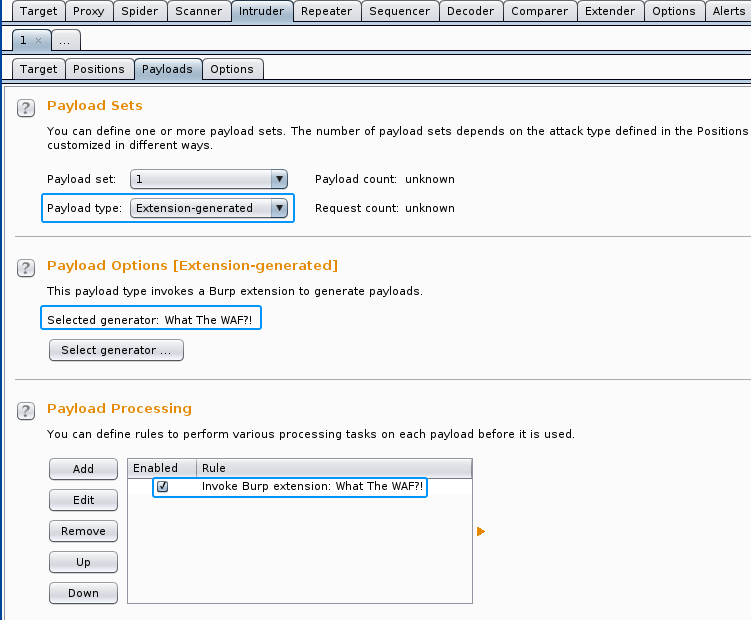 Target Proxy Spider Scanner Intruder Repeater Sequencer Decoder Comparer Extender Options Alerts
1 × ...
Target Positions Payloads Options
? Payload Sets
You can define one or more payload sets. The number of payload sets depends on the attack type defined in the Positions
customized in different ways.
Payload set: 1 Payload count: unknown
Payload type: Extension-generated Request count: unknown
? Payload Options [Extension-generated]
This payload type invokes a Burp extension to generate payloads.
Selected generator: What The WAF?!
Select generator ...
? Payload Processing
You can define rules to perform various processing tasks on each payload before it is used.
Add Enabled Rule
Invoke Burp extension: What The WAF?!
Edit
Remove
Up
Down